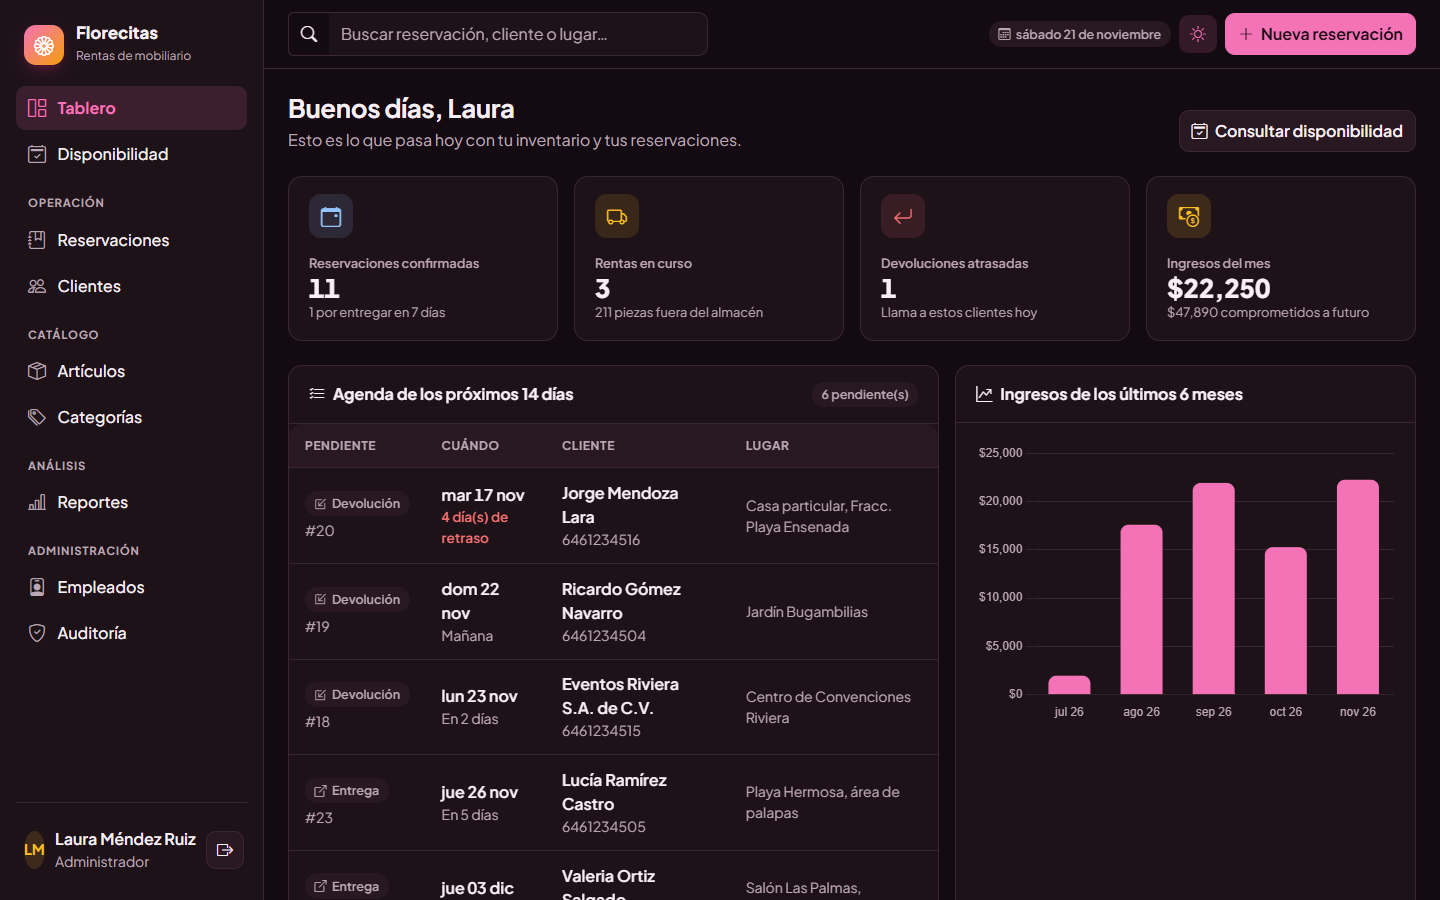 Florecitas
Rentas de mobiliario
Tablero
Disponibilidad
OPERACIÓN
Reservaciones
Clientes
CATÁLOGO
Artículos
Categorías
ANÁLISIS
Reportes
ADMINISTRACIÓN
Empleados
Auditoría
LM
Laura Méndez Ruiz
Administrador
Buscar reservación, cliente o lugar...
sábado 21 de noviembre
Nueva reservación
Buenos días, Laura
Esto es lo que pasa hoy con tu inventario y tus reservaciones.
Consultar disponibilidad
Reservaciones confirmadas
11
1 por entregar en 7 días
Rentas en curso
3
211 piezas fuera del almacén
Devoluciones atrasadas
1
Llama a estos clientes hoy
Ingresos del mes
$22,250
$47,890 comprometidos a futuro
Agenda de los próximos 14 días
6 pendiente(s)
PENDIENTE CUÁNDO CLIENTE LUGAR
Devolución
#20
mar 17 nov
4 día(s) de
retraso
Jorge Mendoza
Lara
6461234516
Casa particular, Fracc.
Playa Ensenada
Devolución
#19
dom 22
nov
Mañana
Ricardo Gómez
Navarro
6461234504
Jardín Bugambilias
Devolución
#18
lun 23 nov
En 2 días
Eventos Riviera
S.A. de C.V.
6461234515
Centro de Convenciones
Riviera
Entrega
#23
jue 26 nov
En 5 días
Lucía Ramírez
Castro
6461234505
Playa Hermosa, área de
palapas
Entrega
jue 03 dic
Valeria Ortiz
Salgado
Salón Las Palmas,
Ingresos de los últimos 6 meses
$25,000
$20,000
$15,000
$10,000
$5,000
$0
jul 26 ago 26 sep 26 oct 26 nov 26